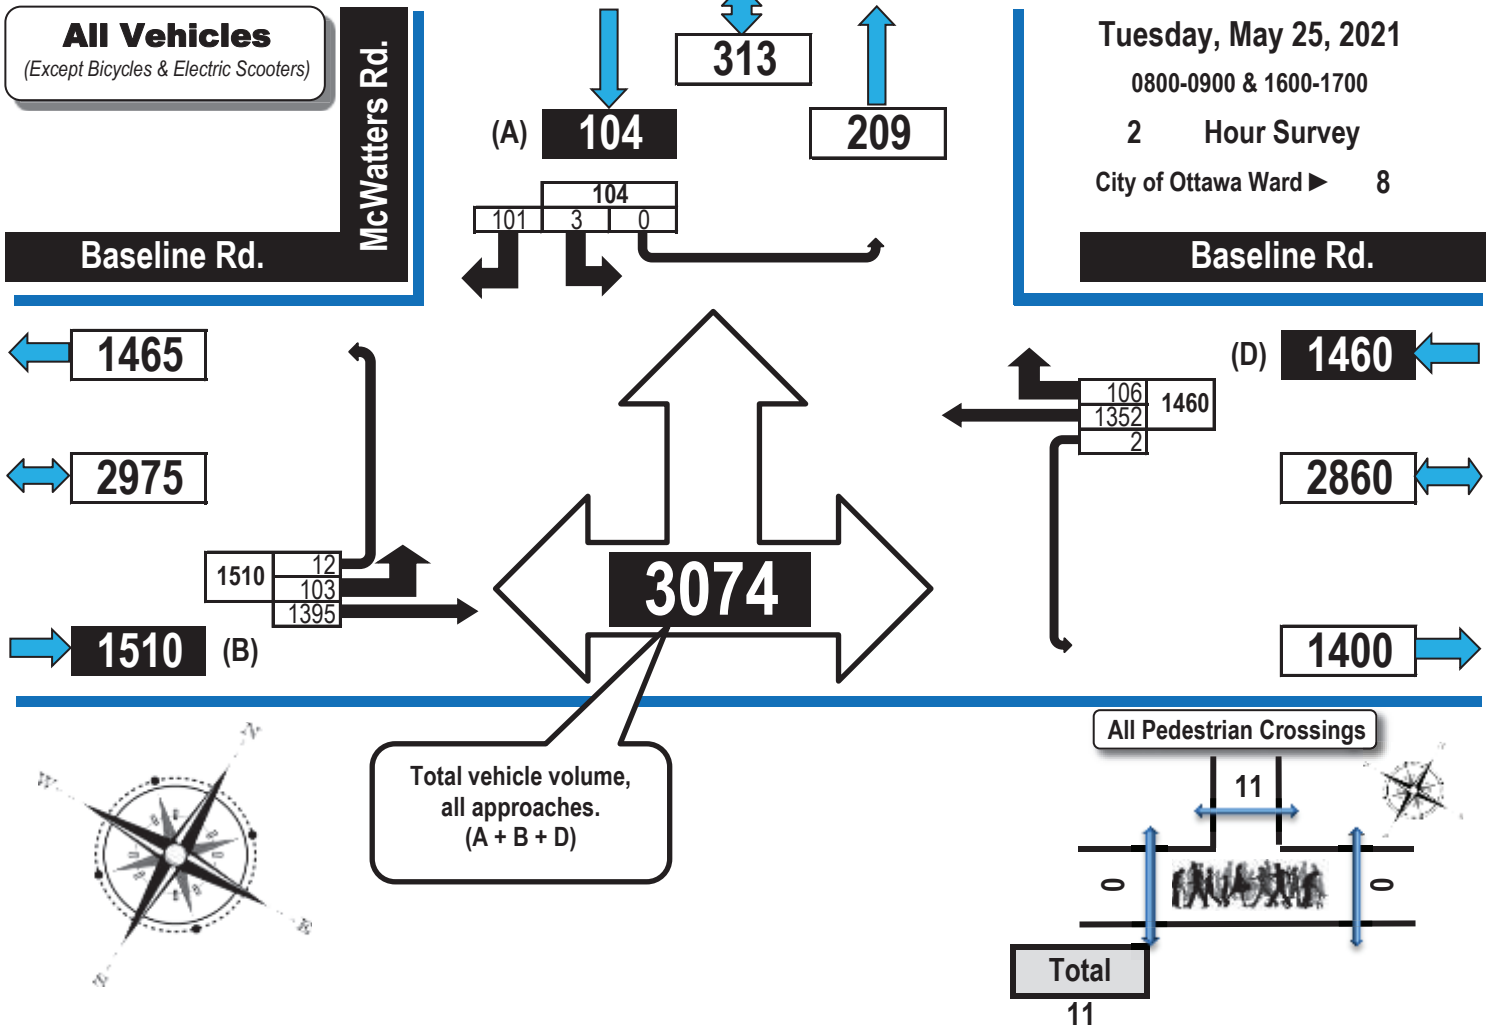 All Vehicles
(Except Bicycles & Electric Scooters)
McWatters Rd.
Baseline Rd.
313
(A) 104
209
104
101 3 0
Tuesday, May 25, 2021
0800-0900 & 1600-1700
2 Hour Survey
City of Ottawa Ward ► 8
Baseline Rd.
1465
2975
1510
12
103
1395
1510 (B)
(D) 1460
106
1352
2
1460
2860
1400
3074
Total vehicle volume,
all approaches.
(A + B + D)
N
W
E
S
All Pedestrian Crossings
11
0
0
Total
11